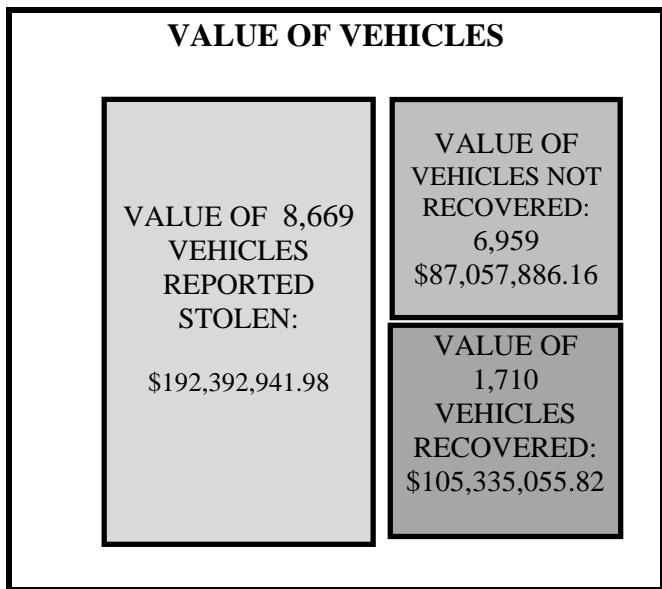 VALUE OF VEHICLES
VALUE OF 8,669
VEHICLES
REPORTED
STOLEN:
$192,392,941.98
VALUE OF
VEHICLES NOT
RECOVERED:
6,959
$87,057,886.16
VALUE OF
1,710
VEHICLES
RECOVERED:
$105,335,055.82